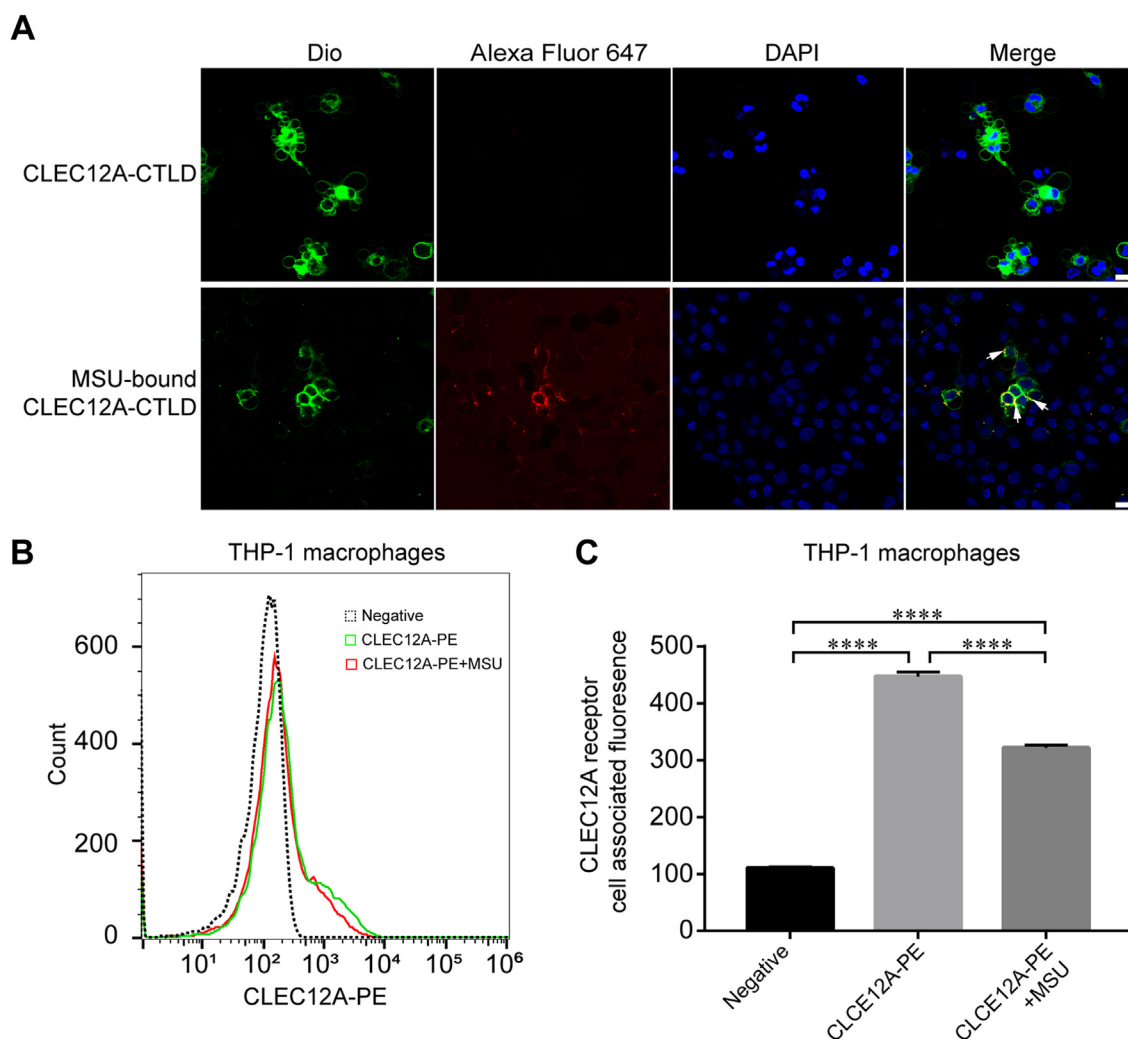 A
Dio Alexa Fluor 647 DAPI Merge
CLEC12A-CTLD
MSU-bound
CLEC12A-CTLD
B
THP-1 macrophages
Negative
CLEC12A-PE
CLEC12A-PE+MSU
Count
600
400
200
0
10¹ 10² 10³ 10⁴ 10⁵ 10⁶
CLEC12A-PE
C
THP-1 macrophages
****
**** ****
CLEC12A receptor
cell associated fluoresence
500
400
300
200
100
0
Negative
CLCE12A-PE
CLEC12A-PE
+MSU